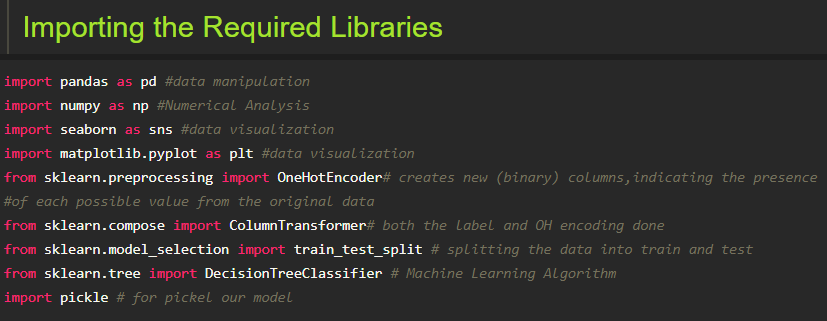 Importing the Required Libraries
import pandas as pd #data manipulation
import numpy as np #Numerical Analysis
import seaborn as sns #data visualization
import matplotlib.pyplot as plt #data visualization
from sklearn.preprocessing import OneHotEncoder# creates new (binary) columns,indicating the presence
#of each possible value from the original data
from sklearn.compose import ColumnTransformer# both the label and OH encoding done
from sklearn.model_selection import train_test_split # splitting the data into train and test
from sklearn.tree import DecisionTreeClassifier # Machine Learning Algorithm
import pickle # for pickel our model